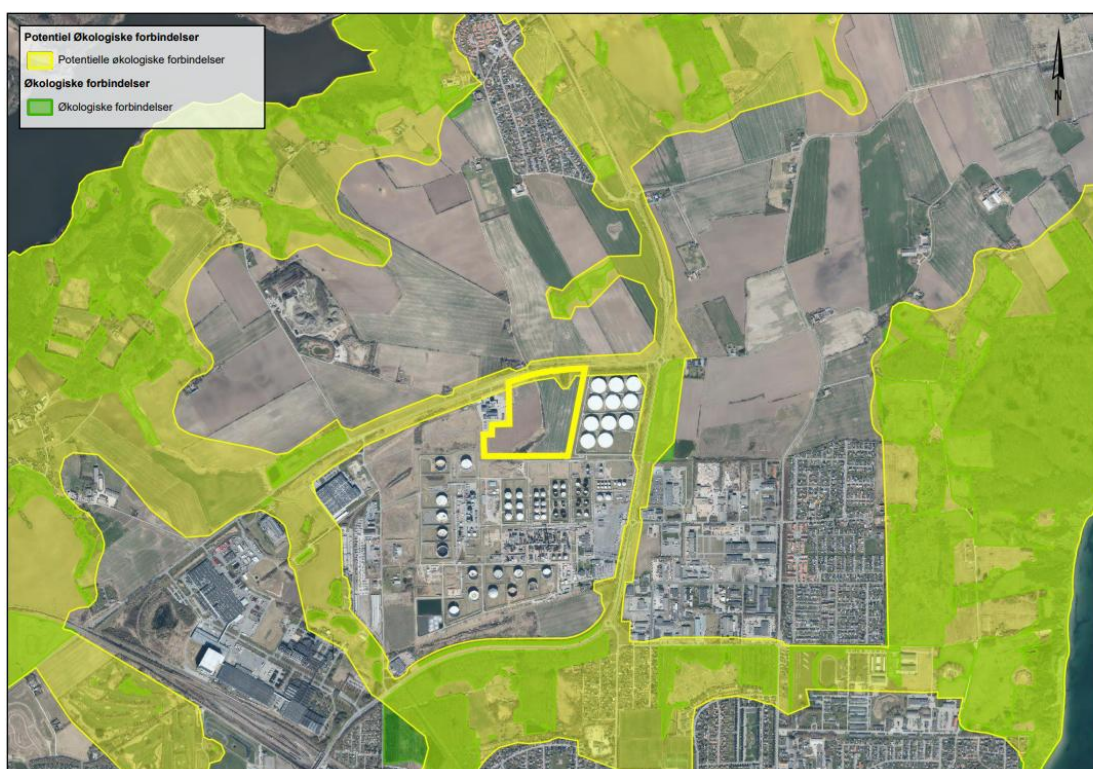 Potentiel Økologiske forbindelser
Potentielle økologiske forbindelser
Økologiske forbindelser
Økologiske forbindelser
N